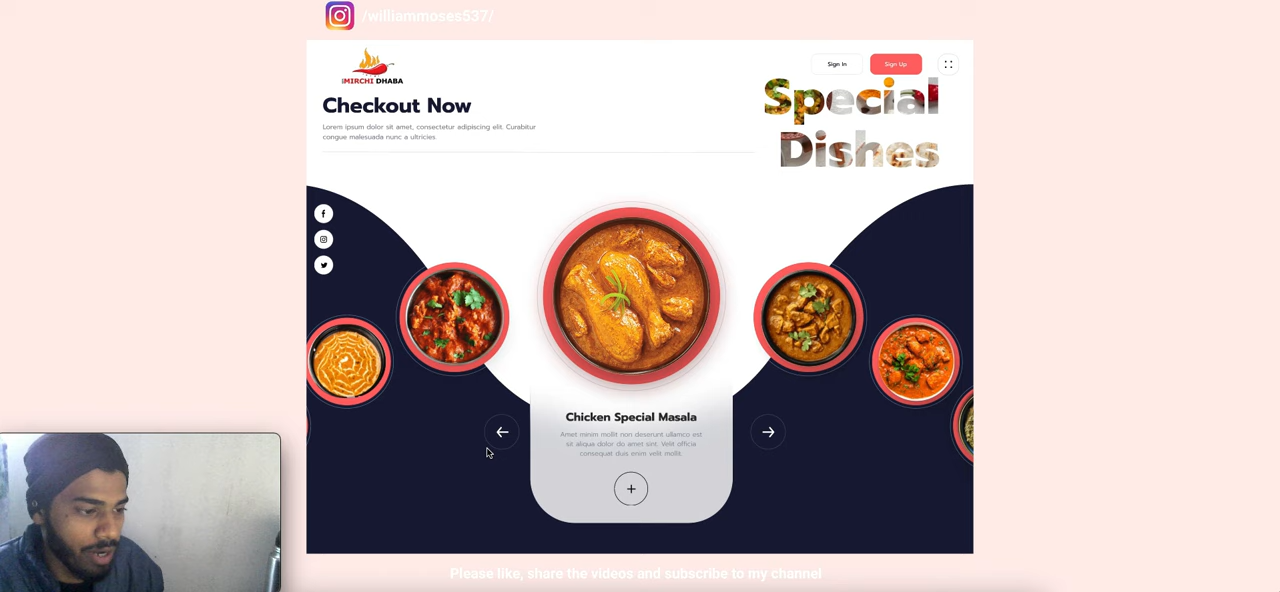 /williammoses537/
MIRCHI DHABA
Sign In
Sign Up
Checkout Now
Lorem ipsum dolor sit amet, consectetur adipiscing elit. Curabitur
congue malesuada nunc a ultricies.
Special
Dishes
Chicken Special Masala
Amet minim mollit non deserunt ullamco est
sit aliqua dolor do amet sint. Velit officia
consequat duis enim velit mollit.
Please like, share the videos and subscribe to my channel